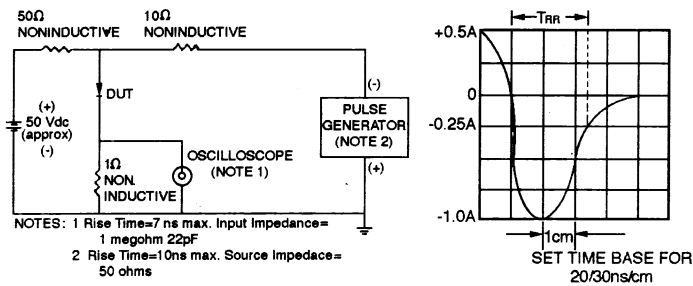 50Ω
NONINDUCTIVE
10Ω
NONINDUCTIVE
DUT
(+)
50 Vdc
(approx)
(-)
1Ω
NON.
INDUCTIVE
OSCILLOSCOPE
(NOTE 1)
(-)
PULSE
GENERATOR
(NOTE 2)
(+)
NOTES: 1 Rise Time=7 ns max. Input Impedance=
1 megohm 22pF
2 Rise Time=10ns max. Source Impedace=
50 ohms
TRR
+0.5A
0
-0.25A
-1.0A
1cm
SET TIME BASE FOR
20/30ns/cm